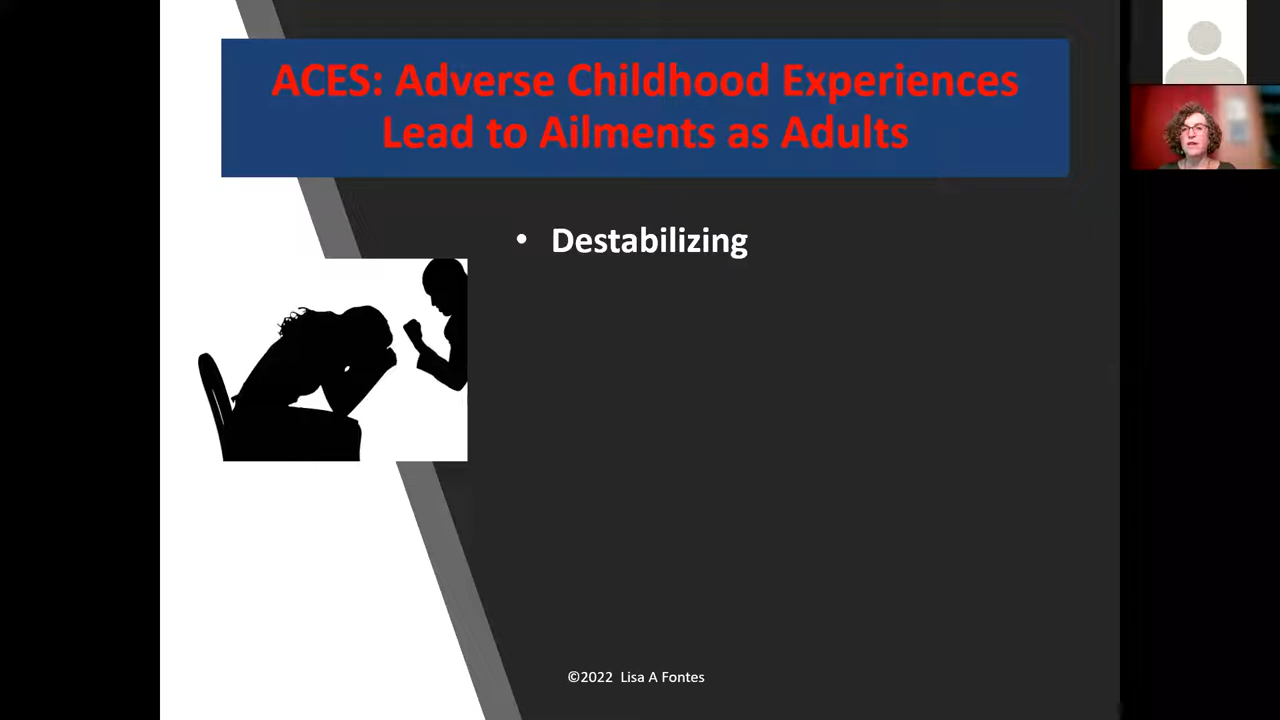 ACES: Adverse Childhood Experiences
Lead to Ailments as Adults
• Destabilizing
©2022 Lisa A Fontes